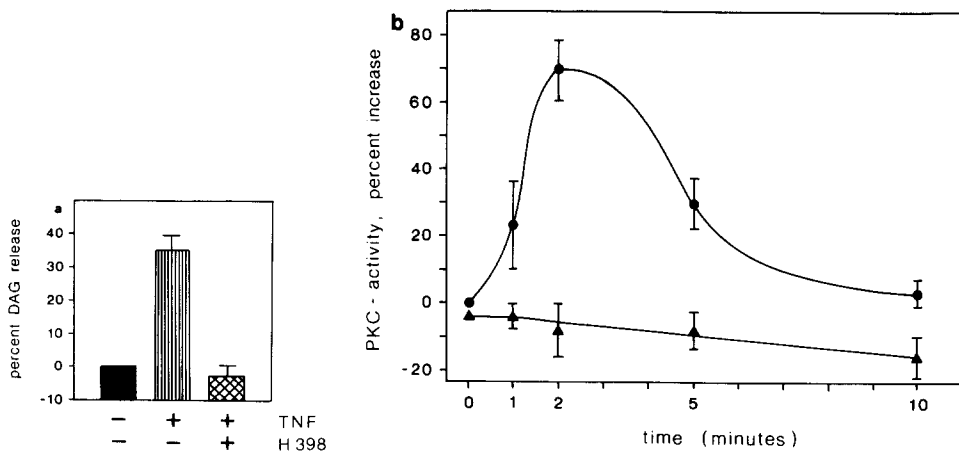 a
percent DAG release
40
30
20
10
0
-10
− + + TNF
− − + H 398
b
PKC - activity, percent increase
80
60
40
20
0
-20
0 1 2 5 10
time (minutes)